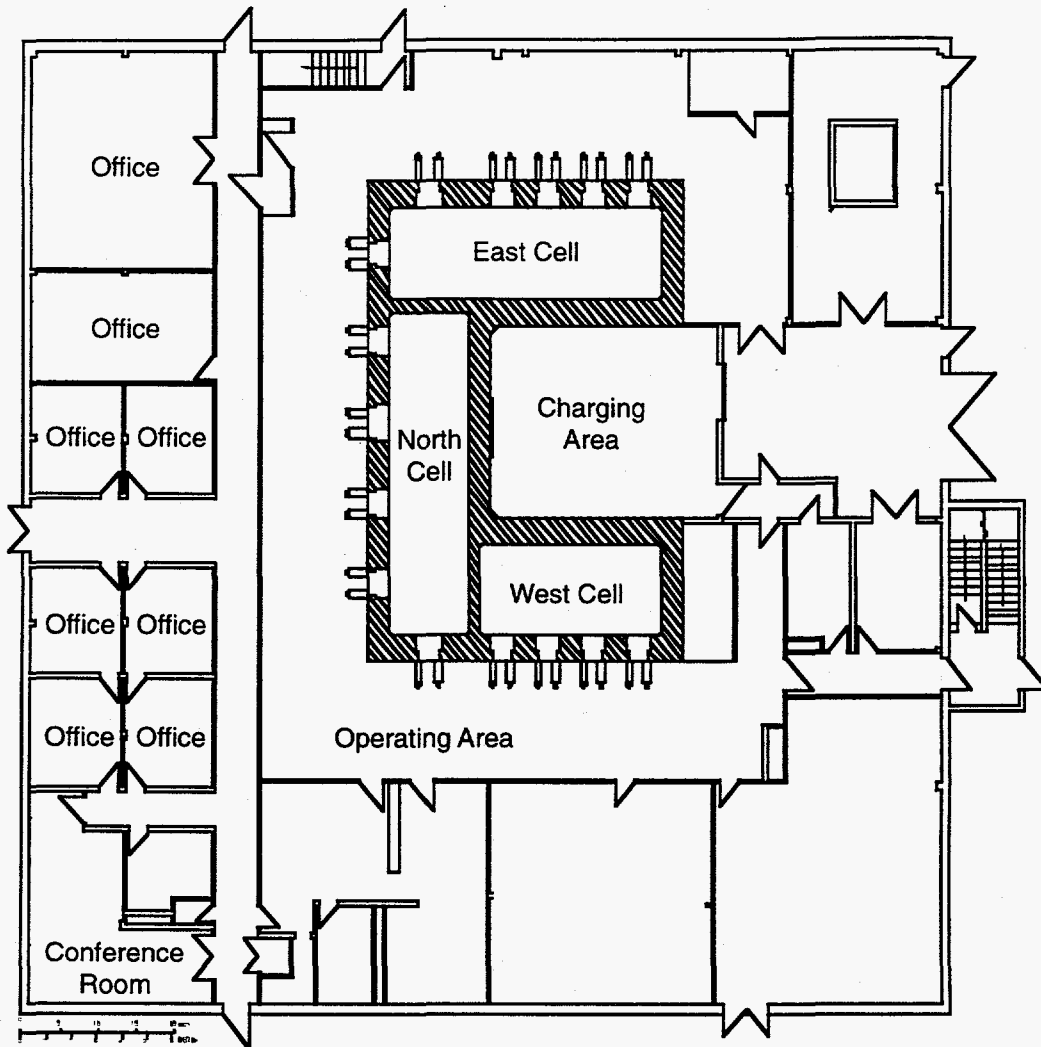 Office
East Cell
Office
Office
Office
Charging
Area
North
Cell
Office
Office
West Cell
Office
Office
Operating Area
Conference
Room